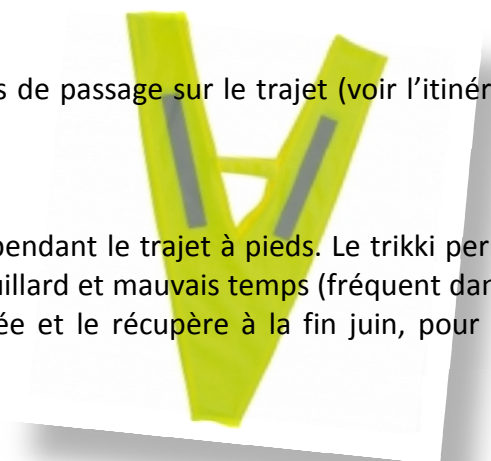 s de passage sur le trajet (voir l’itinér
pendant le trajet à pieds. Le trikki per
uillard et mauvais temps (fréquent dan
ée et le récupère à la fin juin, pour